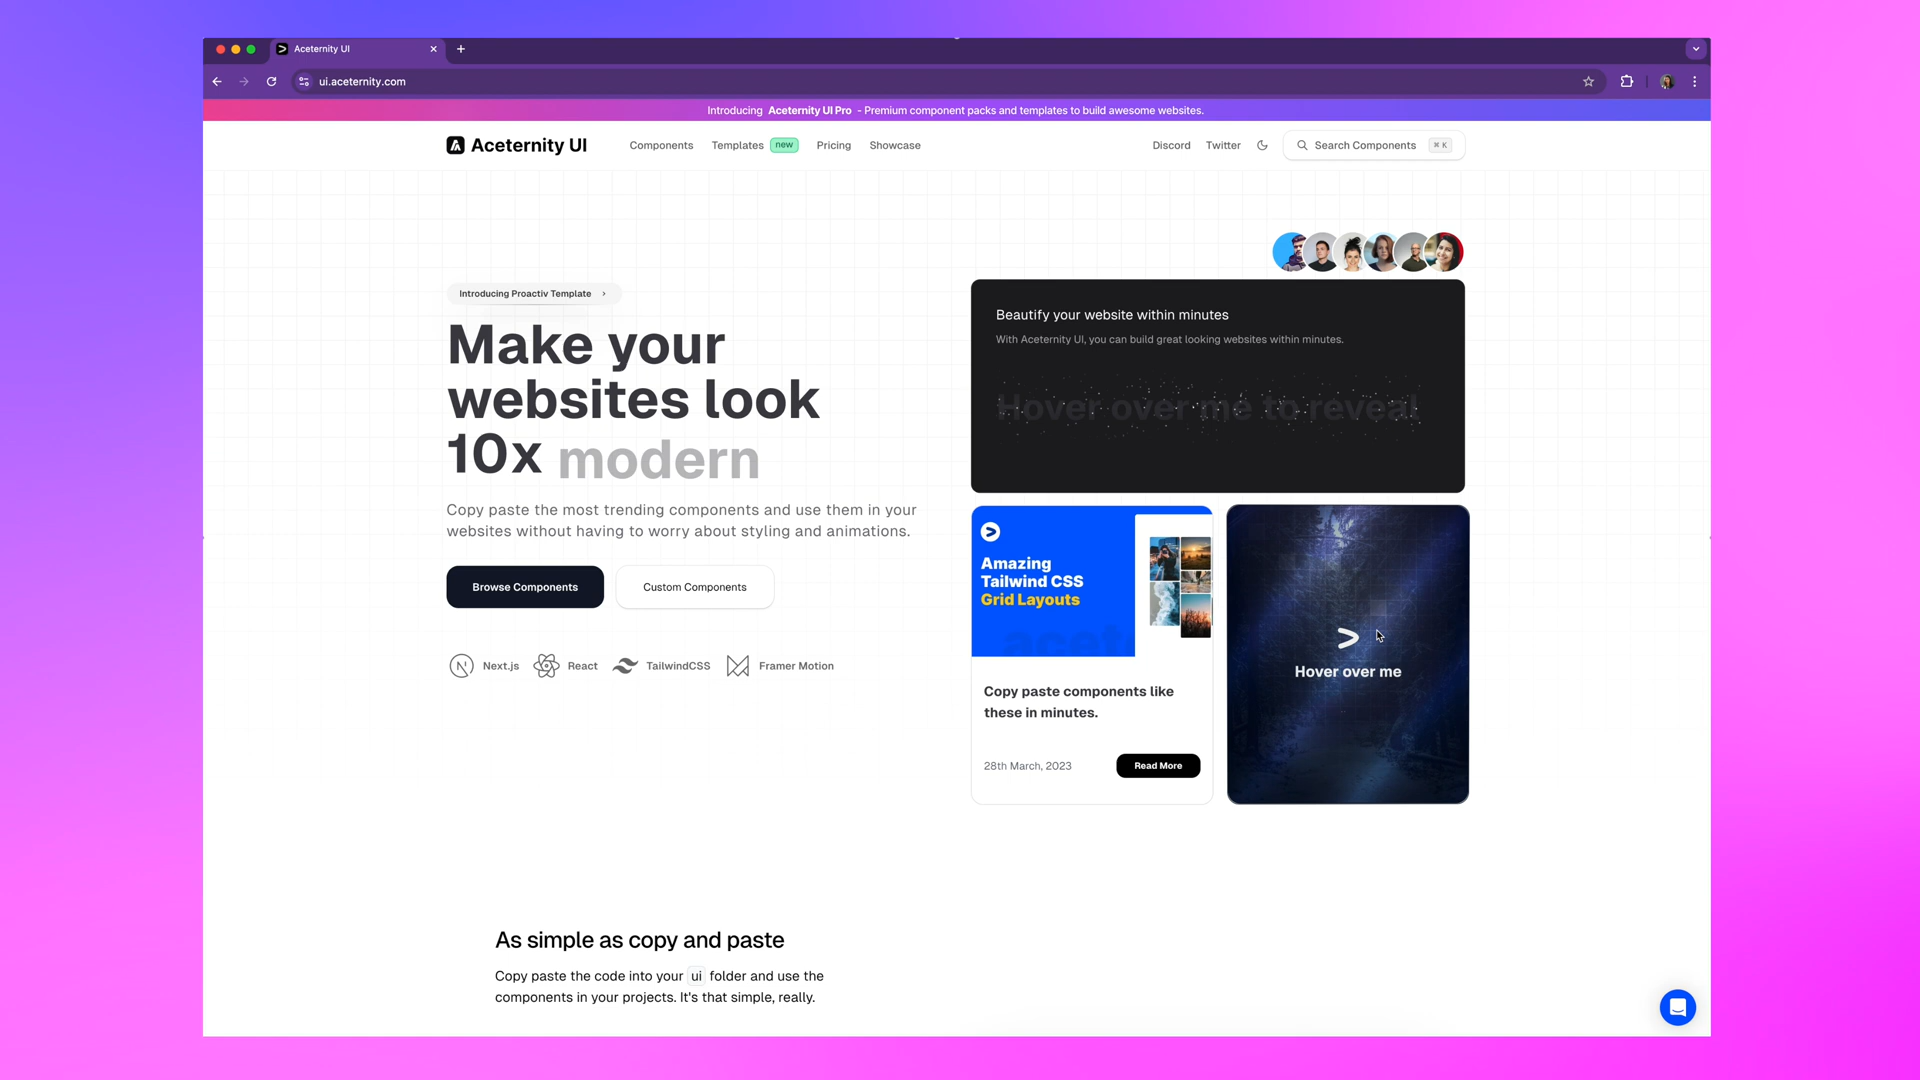 Aceternity UI
ui.aceternity.com
Introducing Aceternity UI Pro - Premium component packs and templates to build awesome websites.
Aceternity UI
Components
Templates new
Pricing
Showcase
Discord
Twitter
Search Components ⌘ K
Introducing Proactiv Template
Make your
websites look
10x modern
Copy paste the most trending components and use them in your
websites without having to worry about styling and animations.
Browse Components
Custom Components
Next.js
React
TailwindCSS
Framer Motion
Beautify your website within minutes
With Aceternity UI, you can build great looking websites within minutes.
Hover over me to reveal
Amazing
Tailwind CSS
Grid Layouts
Copy paste components like
these in minutes.
28th March, 2023
Read More
Hover over me
As simple as copy and paste
Copy paste the code into your ui folder and use the
components in your projects. It's that simple, really.